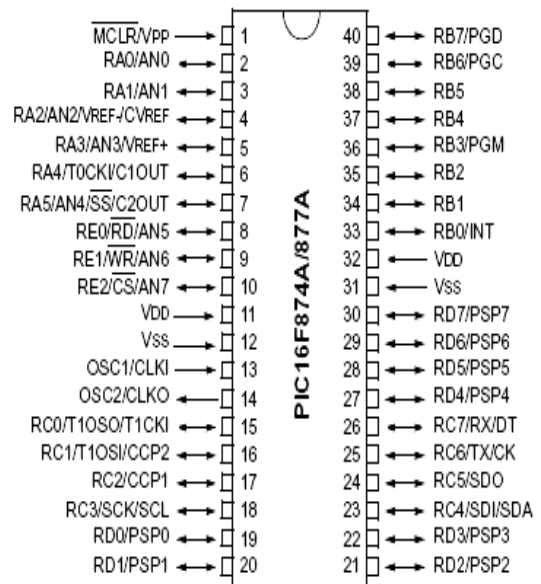 MCLR/VPP 1 40 RB7/PGD
RA0/AN0 2 39 RB6/PGC
RA1/AN1 3 38 RB5
RA2/AN2/VREF-/CVREF 4 37 RB4
RA3/AN3/VREF+ 5 36 RB3/PGM
RA4/T0CKI/C1OUT 6 35 RB2
RA5/AN4/SS/C2OUT 7 34 RB1
RE0/RD/AN5 8 33 RB0/INT
RE1/WR/AN6 9 32 VDD
RE2/CS/AN7 10 31 VSS
VDD 11 30 RD7/PSP7
VSS 12 29 RD6/PSP6
OSC1/CLKI 13 28 RD5/PSP5
OSC2/CLKO 14 27 RD4/PSP4
RC0/T1OSO/T1CKI 15 26 RC7/RX/DT
RC1/T1OSI/CCP2 16 25 RC6/TX/CK
RC2/CCP1 17 24 RC5/SDO
RC3/SCK/SCL 18 23 RC4/SDI/SDA
RD0/PSP0 19 22 RD3/PSP3
RD1/PSP1 20 21 RD2/PSP2
PIC16F874A/877A